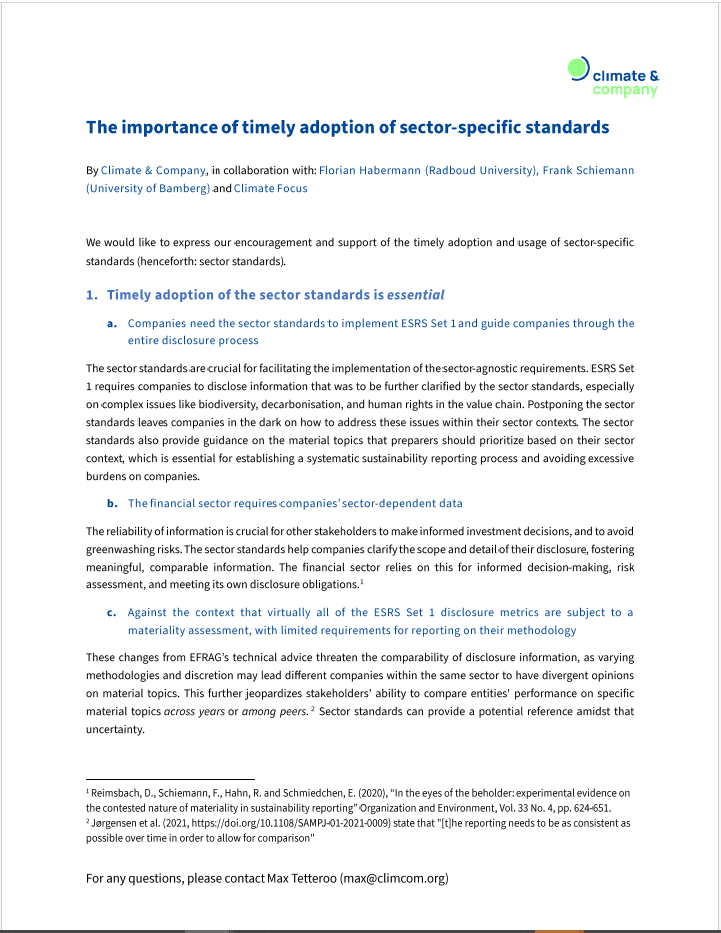 climate &
company
The importance of timely adoption of sector-specific standards
By Climate & Company, in collaboration with: Florian Habermann (Radboud University), Frank Schiemann
(University of Bamberg) and Climate Focus
We would like to express our encouragement and support of the timely adoption and usage of sector-specific
standards (henceforth: sector standards).
1. Timely adoption of the sector standards is essential
a. Companies need the sector standards to implement ESRS Set 1 and guide companies through the
entire disclosure process
The sector standards are crucial for facilitating the implementation of the sector-agnostic requirements. ESRS Set
1 requires companies to disclose information that was to be further clarified by the sector standards, especially
on complex issues like biodiversity, decarbonisation, and human rights in the value chain. Postponing the sector
standards leaves companies in the dark on how to address these issues within their sector contexts. The sector
standards also provide guidance on the material topics that preparers should prioritize based on their sector
context, which is essential for establishing a systematic sustainability reporting process and avoiding excessive
burdens on companies.
b. The financial sector requires companies' sector-dependent data
The reliability of information is crucial for other stakeholders to make informed investment decisions, and to avoid
greenwashing risks. The sector standards help companies clarify the scope and detail of their disclosure, fostering
meaningful, comparable information. The financial sector relies on this for informed decision-making, risk
assessment, and meeting its own disclosure obligations.¹
c. Against the context that virtually all of the ESRS Set 1 disclosure metrics are subject to a
materiality assessment, with limited requirements for reporting on their methodology
These changes from EFRAG's technical advice threaten the comparability of disclosure information, as varying
methodologies and discretion may lead different companies within the same sector to have divergent opinions
on material topics. This further jeopardizes stakeholders' ability to compare entities' performance on specific
material topics across years or among peers. ² Sector standards can provide a potential reference amidst that
uncertainty.
¹ Reimsbach, D., Schiemann, F., Hahn, R. and Schmiedchen, E. (2020), "In the eyes of the beholder: experimental evidence on
the contested nature of materiality in sustainability reporting" Organization and Environment, Vol. 33 No. 4, pp. 624-651.
² Jørgensen et al. (2021, https://doi.org/10.1108/SAMPJ-01-2021-0009) state that "[t]he reporting needs to be as consistent as
possible over time in order to allow for comparison"
For any questions, please contact Max Tetteroo (max@climcom.org)